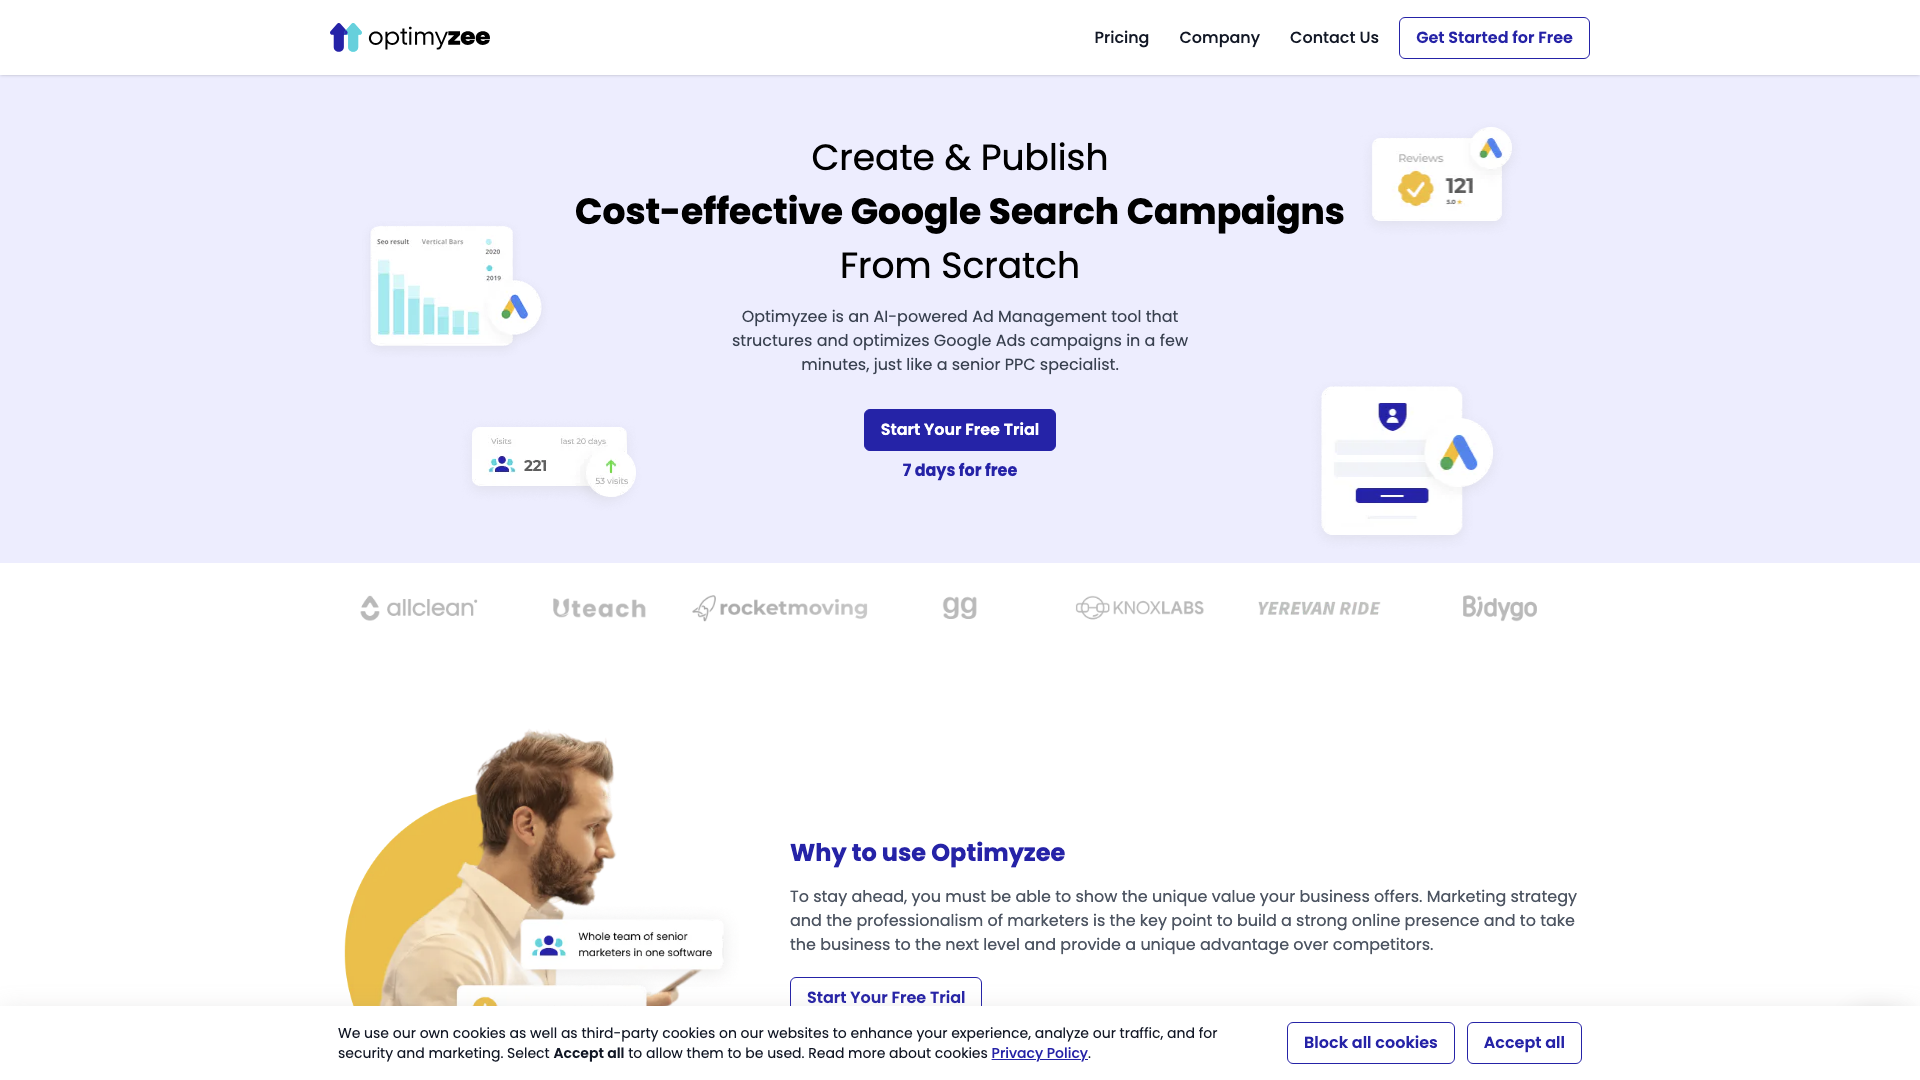 optimyzee
Pricing
Company
Contact Us
Get Started for Free
Create & Publish
Cost-effective Google Search Campaigns
From Scratch
Optimyzee is an AI-powered Ad Management tool that
structures and optimizes Google Ads campaigns in a few
minutes, just like a senior PPC specialist.
Start Your Free Trial
7 days for free
Seo result
Vertical Bars
2020
2019
Visits
last 20 days
221
53 visits
Reviews
121
5.0
allclean
Uteach
rocketmoving
gg
KNOXLABS
YEREVAN RIDE
Bidygo
Whole team of senior
marketers in one software
Why to use Optimyzee
To stay ahead, you must be able to show the unique value your business offers. Marketing strategy
and the professionalism of marketers is the key point to build a strong online presence and to take
the business to the next level and provide a unique advantage over competitors.
Start Your Free Trial
We use our own cookies as well as third-party cookies on our websites to enhance your experience, analyze our traffic, and for
security and marketing. Select Accept all to allow them to be used. Read more about cookies Privacy Policy.
Block all cookies
Accept all